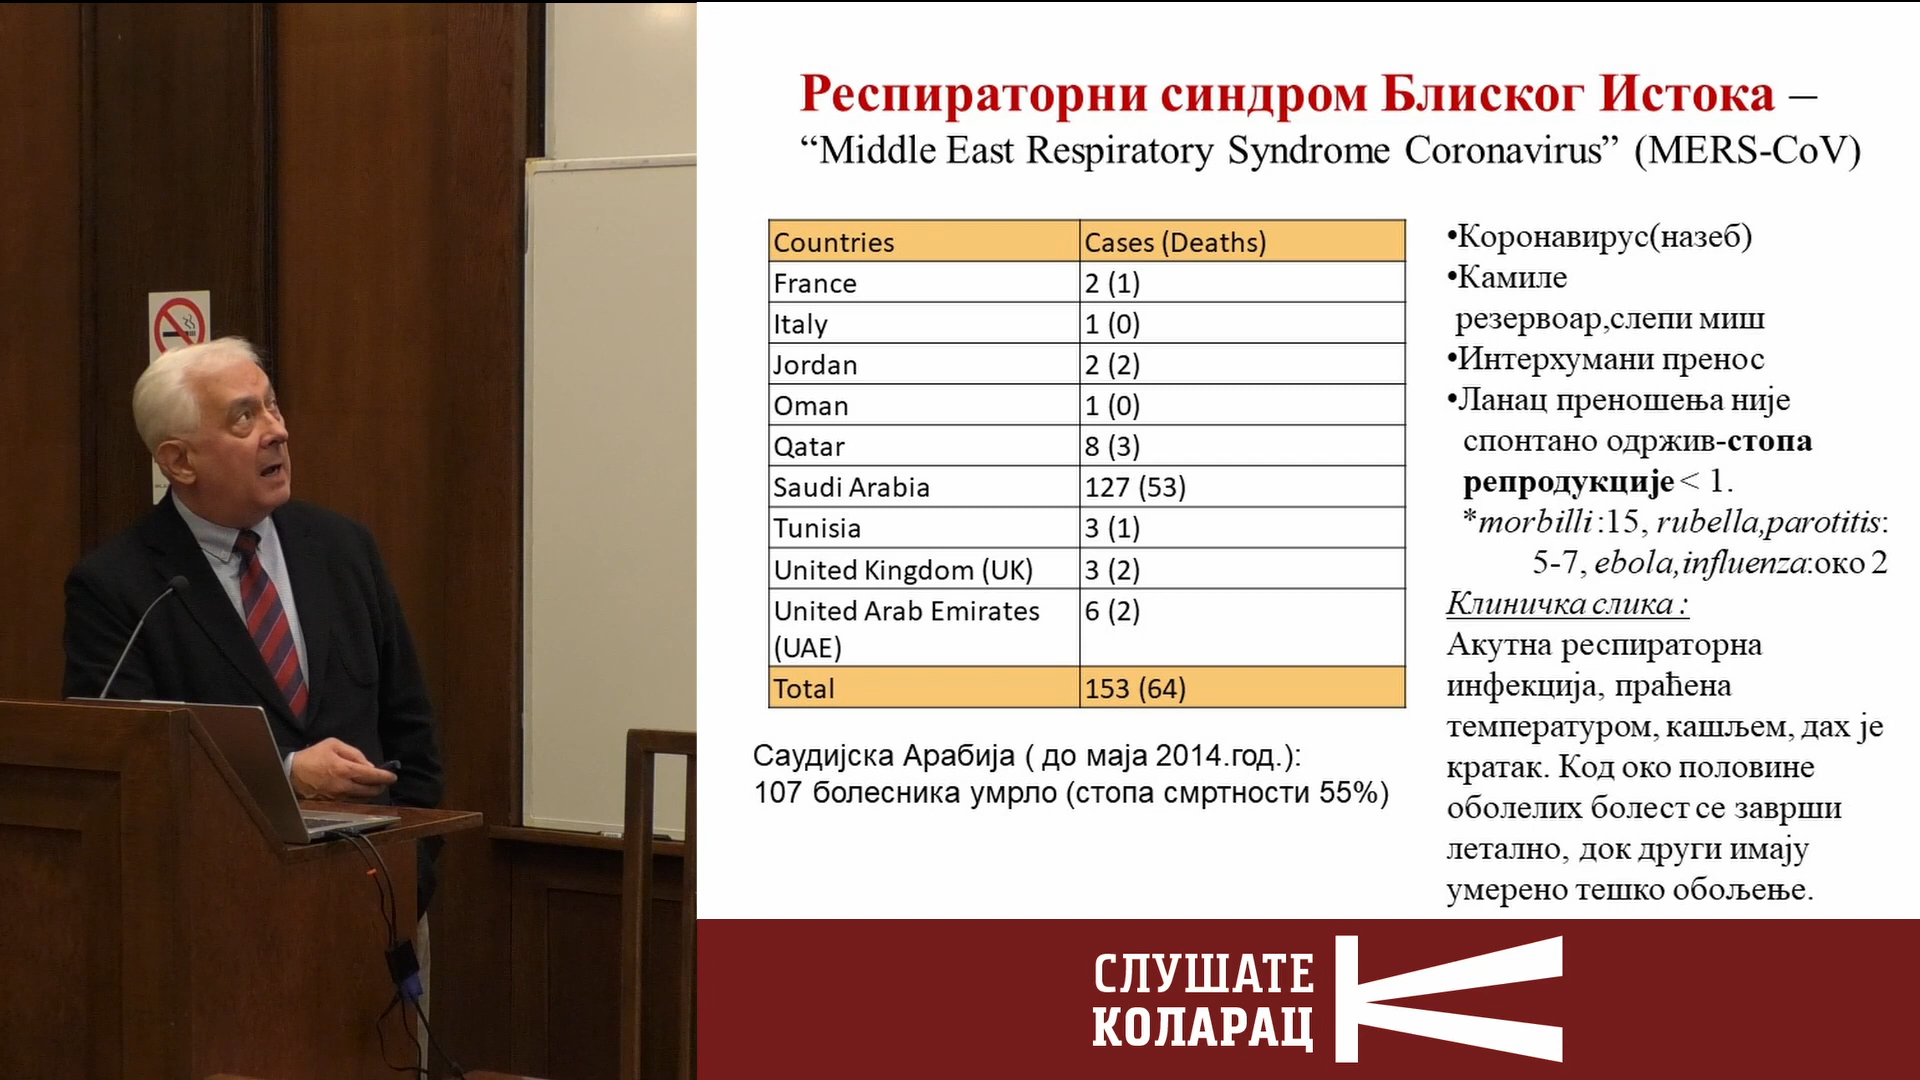 Респираторни синдром Блиског Истока –
“Middle East Respiratory Syndrome Coronavirus” (MERS-CoV)
Countries Cases (Deaths)
France 2 (1)
Italy 1 (0)
Jordan 2 (2)
Oman 1 (0)
Qatar 8 (3)
Saudi Arabia 127 (53)
Tunisia 3 (1)
United Kingdom (UK) 3 (2)
United Arab Emirates 6 (2)
(UAE)
Total 153 (64)
Саудијска Арабија ( до маја 2014.год.):
107 болесника умрло (стопа смртности 55%)
•Коронавирус(назеб)
•Камиле
резервоар,слепи миш
•Интерхумани пренос
•Ланац преношења није
спонтано одржив-стопа
репродукције < 1.
*morbilli :15, rubella,parotitis:
5-7, ebola,influenza:око 2
Клиничка слика :
Акутна респираторна
инфекција, праћена
температуром, кашљем, дах је
кратак. Код око половине
оболелих болест се заврши
летално, док други имају
умерено тешко обољење.
СЛУШАТЕ
КОЛАРАЦ